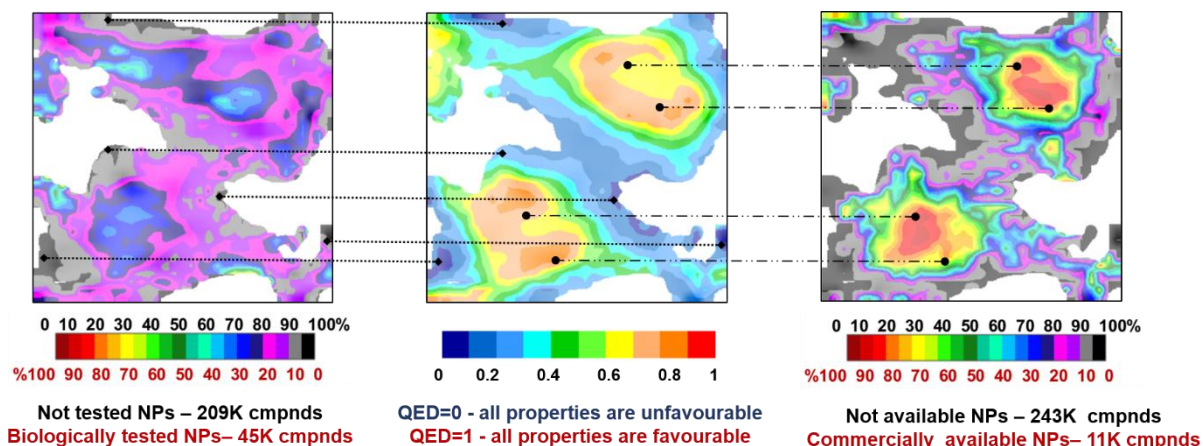 0 10 20 30 40 50 60 70 80 90 100%
%100 90 80 70 60 50 40 30 20 10 0
Not tested NPs – 209K cmpnds
Biologically tested NPs– 45K cmpnds
0 0.2 0.4 0.6 0.8 1
QED=0 - all properties are unfavourable
QED=1 - all properties are favourable
0 10 20 30 40 50 60 70 80 90 100%
%100 90 80 70 60 50 40 30 20 10 0
Not available NPs – 243K cmpnds
Commercially available NPs– 11K cmpnds